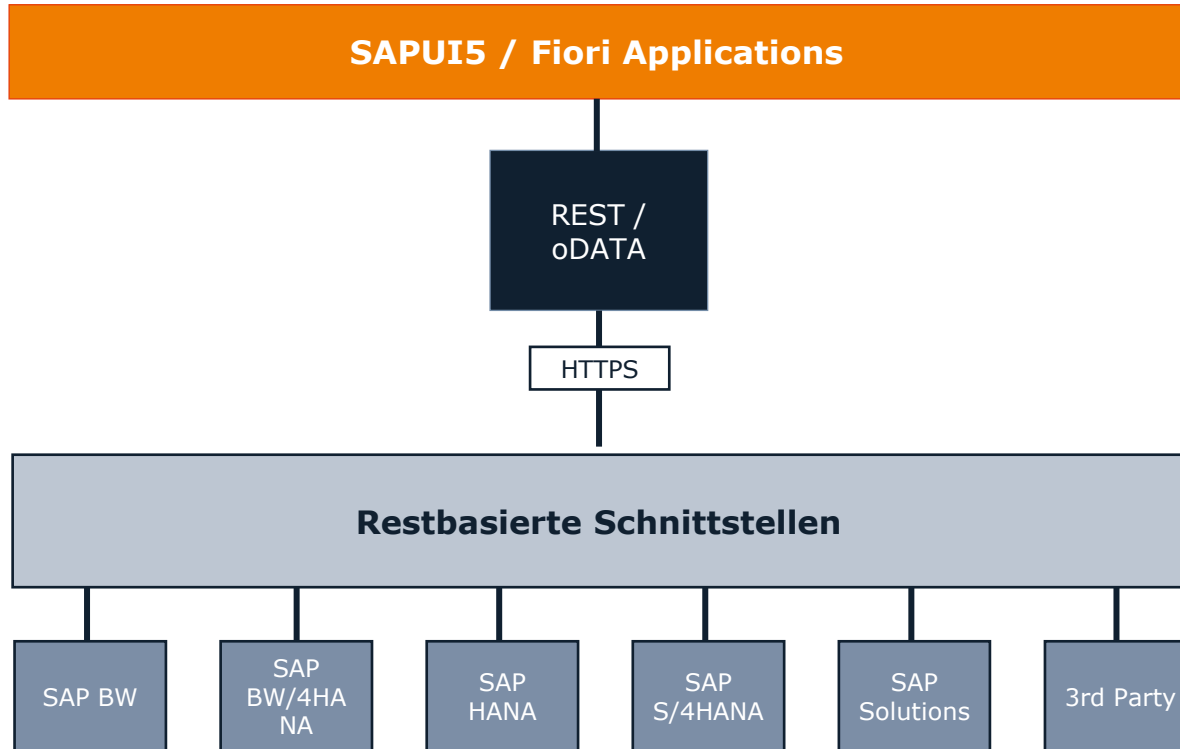 SAPUI5 / Fiori Applications
REST /
oDATA
HTTPS
Restbasierte Schnittstellen
SAP BW
SAP
BW/4HA
NA
SAP
HANA
SAP
S/4HANA
SAP
Solutions
3rd Party